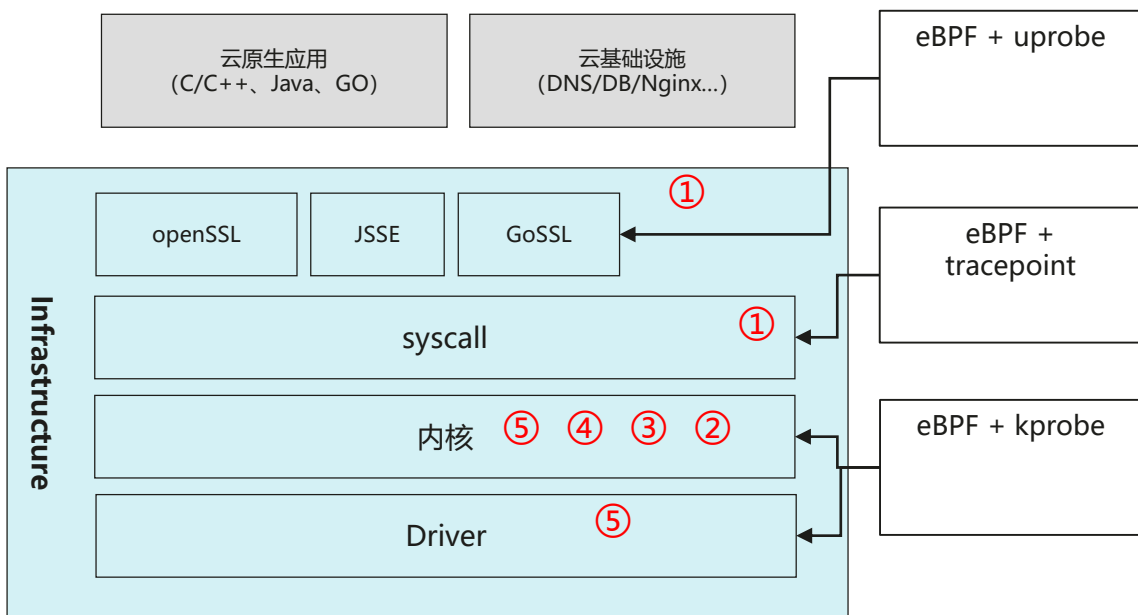 云原生应用
（C/C++、Java、GO）
云基础设施
（DNS/DB/Nginx...）
eBPF + uprobe
①
openSSL
JSSE
GoSSL
eBPF +
tracepoint
Infrastructure
syscall
①
内核
⑤ ④ ③ ②
eBPF + kprobe
Driver
⑤